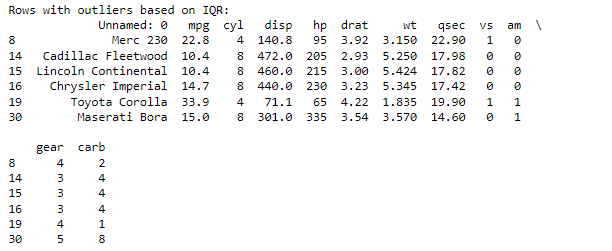 Rows with outliers based on IQR:
Unnamed: 0 mpg cyl disp hp drat wt qsec vs am \
8 Merc 230 22.8 4 140.8 95 3.92 3.150 22.90 1 0
14 Cadillac Fleetwood 10.4 8 472.0 205 2.93 5.250 17.98 0 0
15 Lincoln Continental 10.4 8 460.0 215 3.00 5.424 17.82 0 0
16 Chrysler Imperial 14.7 8 440.0 230 3.23 5.345 17.42 0 0
19 Toyota Corolla 33.9 4 71.1 65 4.22 1.835 19.90 1 1
30 Maserati Bora 15.0 8 301.0 335 3.54 3.570 14.60 0 1
gear carb
8 4 2
14 3 4
15 3 4
16 3 4
19 4 1
30 5 8